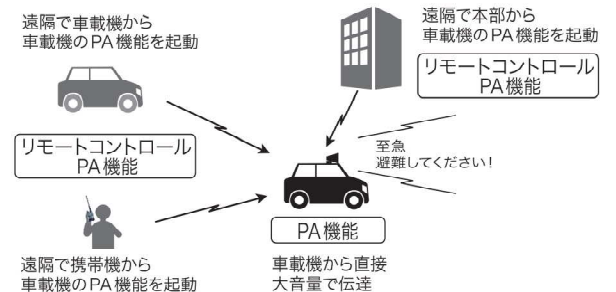 遠隔で車載機から
車載機のPA機能を起動
リモートコントロール
PA機能
遠隔で本部から
車載機のPA機能を起動
リモートコントロール
PA機能
至急
避難してください!
遠隔で携帯機から
車載機のPA機能を起動
PA機能
車載機から直接
大音量で伝達